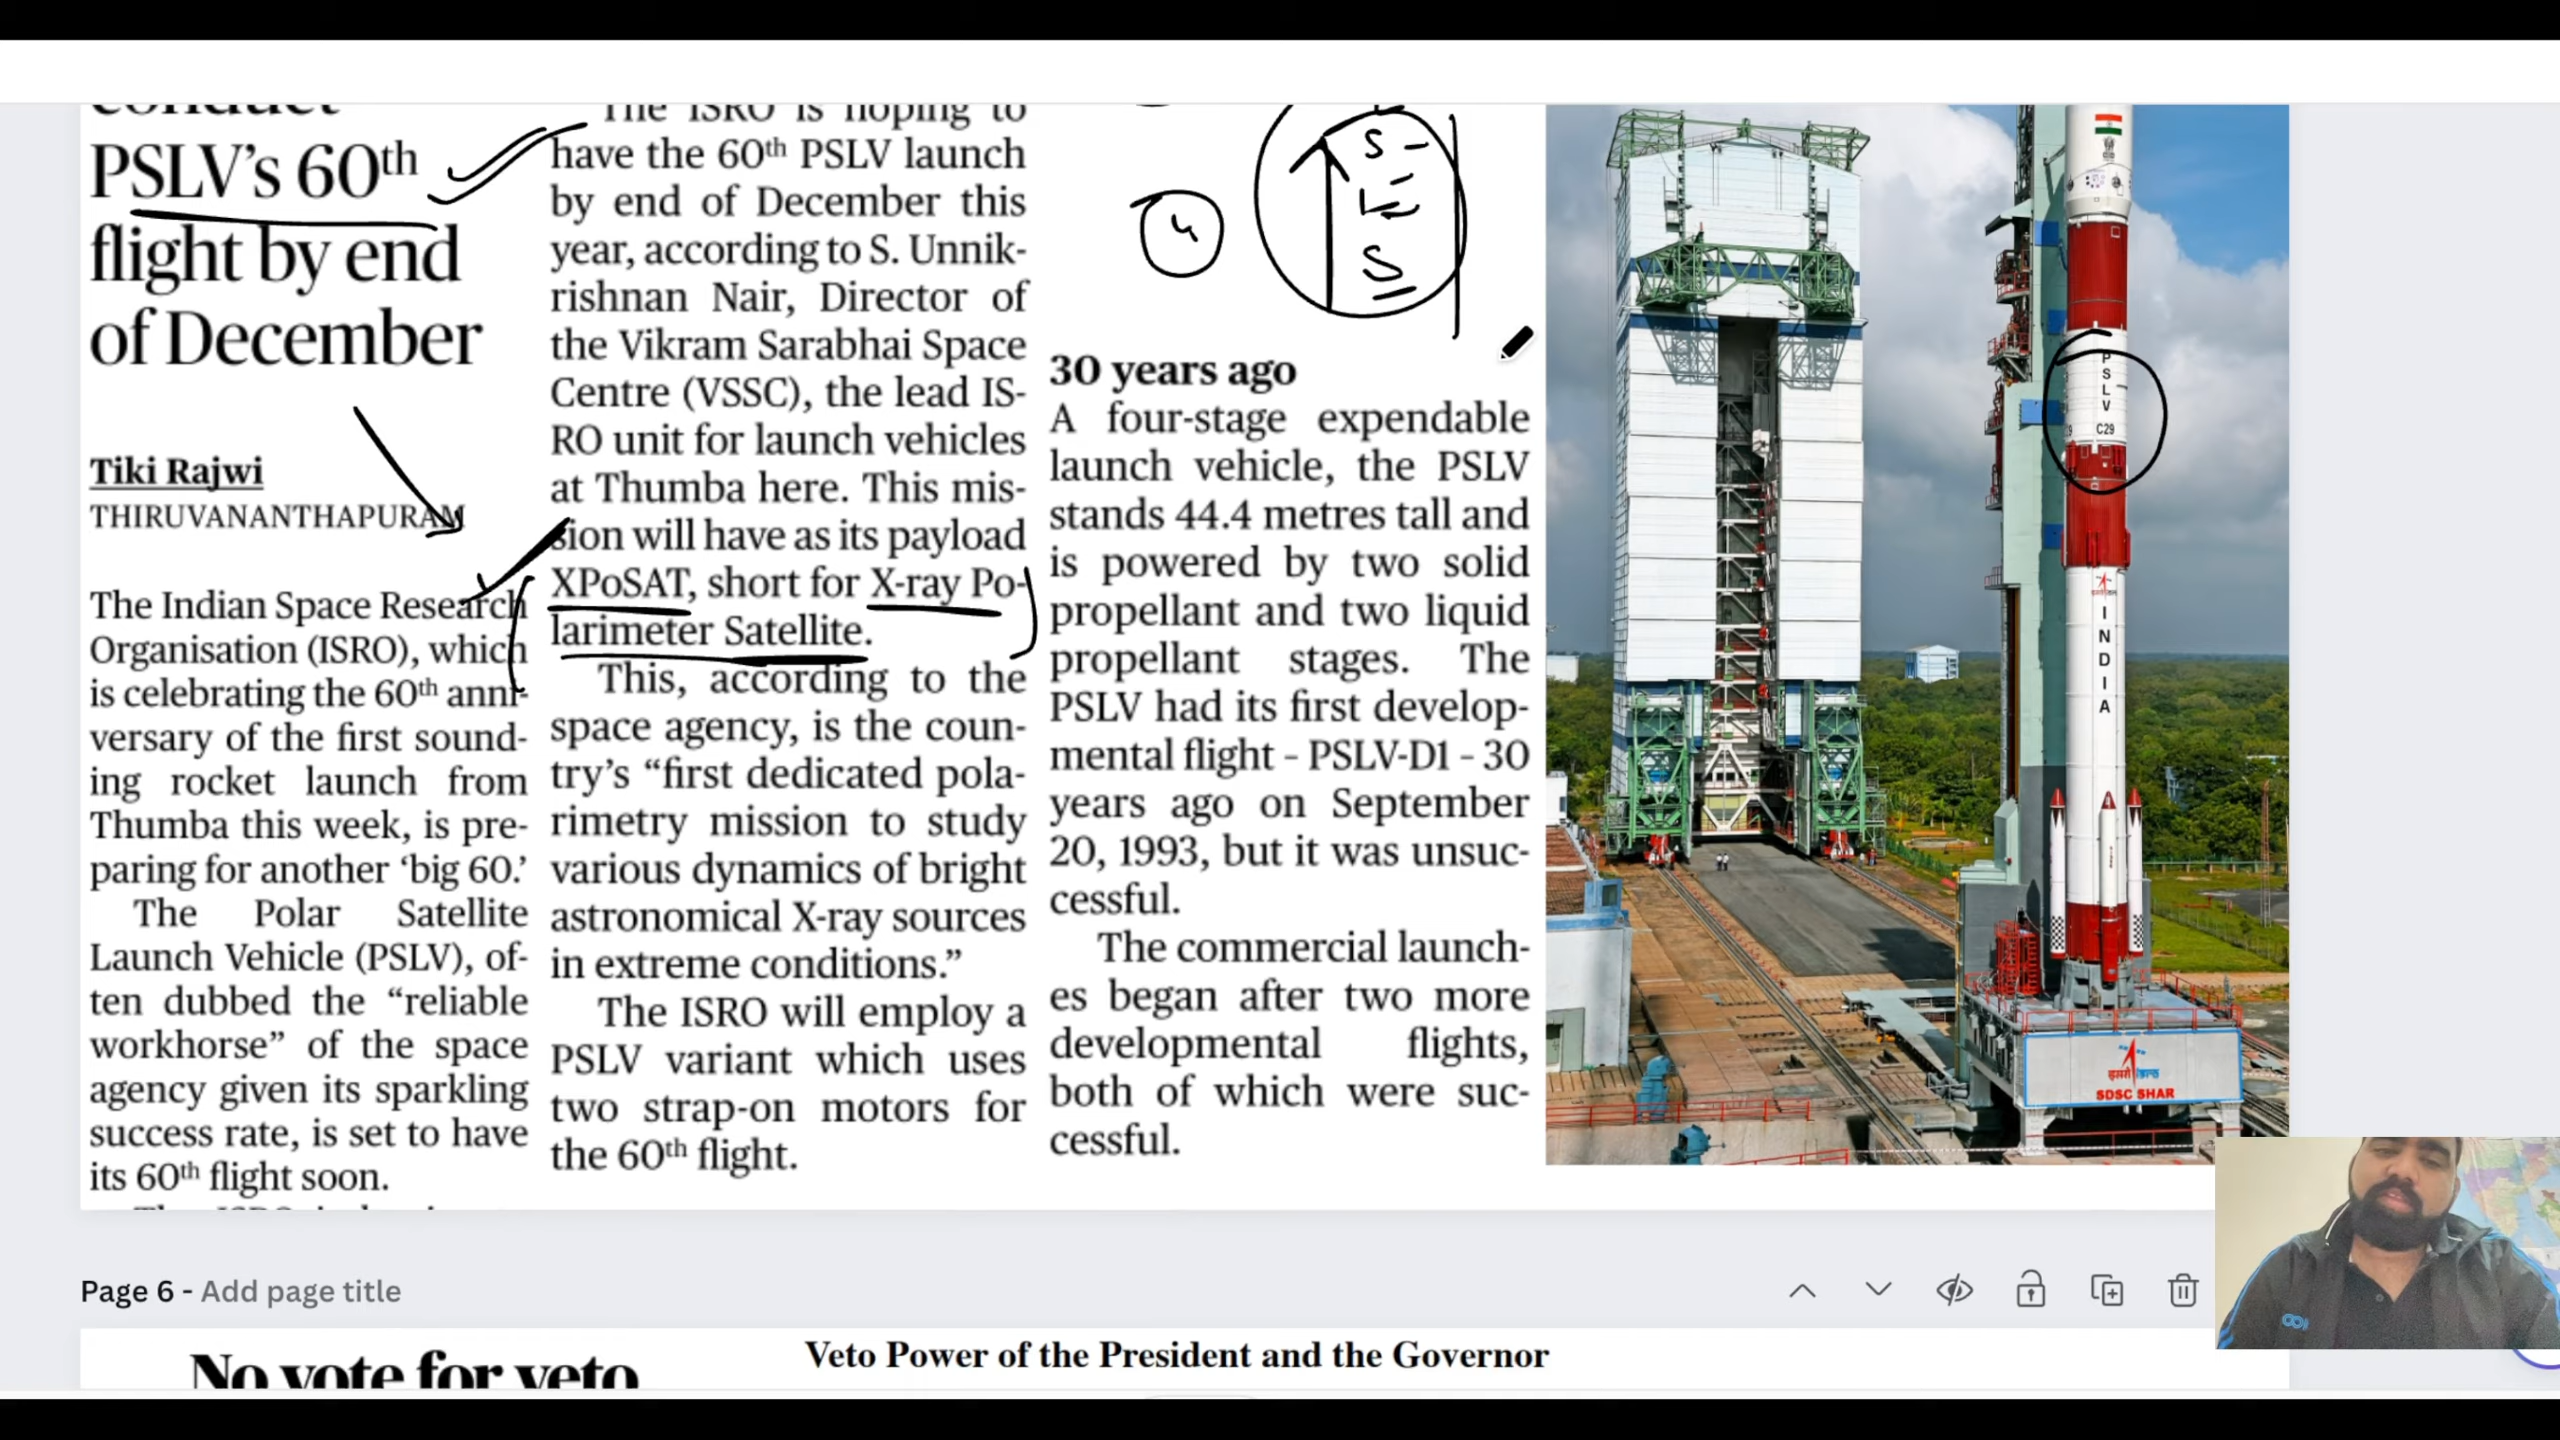 conduct
PSLV's 60th
flight by end
of December
Tiki Rajwi
THIRUVANANTHAPURAM
The Indian Space Research
Organisation (ISRO), which
is celebrating the 60th anni-
versary of the first sound-
ing rocket launch from
Thumba this week, is pre-
paring for another ‘big 60.’
The Polar Satellite
Launch Vehicle (PSLV), of-
ten dubbed the “reliable
workhorse” of the space
agency given its sparkling
success rate, is set to have
its 60th flight soon.
The ISRO is hoping to
have the 60th PSLV launch
by end of December this
year, according to S. Unnik-
rishnan Nair, Director of
the Vikram Sarabhai Space
Centre (VSSC), the lead IS-
RO unit for launch vehicles
at Thumba here. This mis-
sion will have as its payload
XPoSAT, short for X-ray Po-
larimeter Satellite.
This, according to the
space agency, is the coun-
try's “first dedicated pola-
rimetry mission to study
various dynamics of bright
astronomical X-ray sources
in extreme conditions.”
The ISRO will employ a
PSLV variant which uses
two strap-on motors for
the 60th flight.
4
S
L
S
30 years ago
A four-stage expendable
launch vehicle, the PSLV
stands 44.4 metres tall and
is powered by two solid
propellant and two liquid
propellant stages. The
PSLV had its first develop-
mental flight – PSLV-D1 – 30
years ago on September
20, 1993, but it was unsuc-
cessful.
The commercial launch-
es began after two more
developmental flights,
both of which were suc-
cessful.
PSLV
C29
INDIA
इसरो isro
SDSC SHAR
Page 6 - Add page title
No vote for veto
Veto Power of the President and the Governor